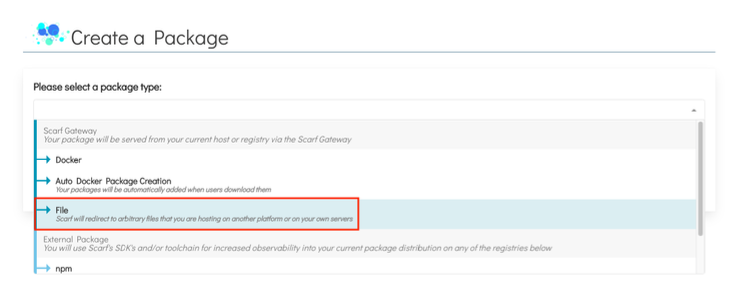 Create a Package
Please select a package type:
Scarf Gateway
Your package will be served from your current host or registry via the Scarf Gateway
Docker
Auto Docker Package Creation
Your packages will be automatically added when users download them
File
Scarf will redirect to arbitrary files that you are hosting on another platform or on your own servers
External Package
You will use Scarf's SDK's and/or toolchain for increased observability into your current package distribution on any of the registries below
npm